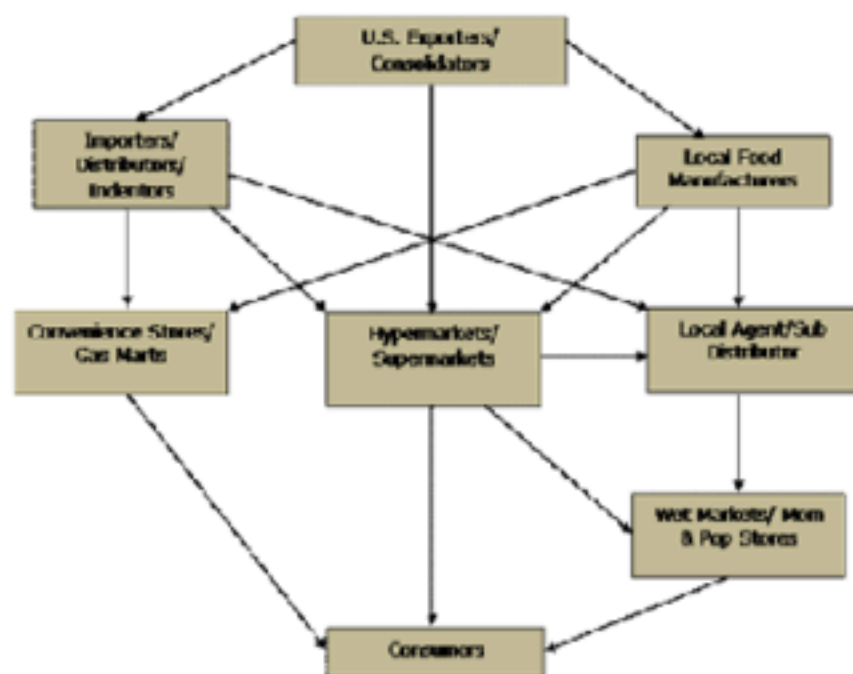 U.S. Exporters/
Consolidators
Importers/
Distributors/
Indentors
Local Food
Manufacturers
Convenience Stores/
Gas Marts
Hypermarkets/
Supermarkets
Local Agent/Sub
Distributor
Wet Markets/ Mom
& Pop Stores
Consumers